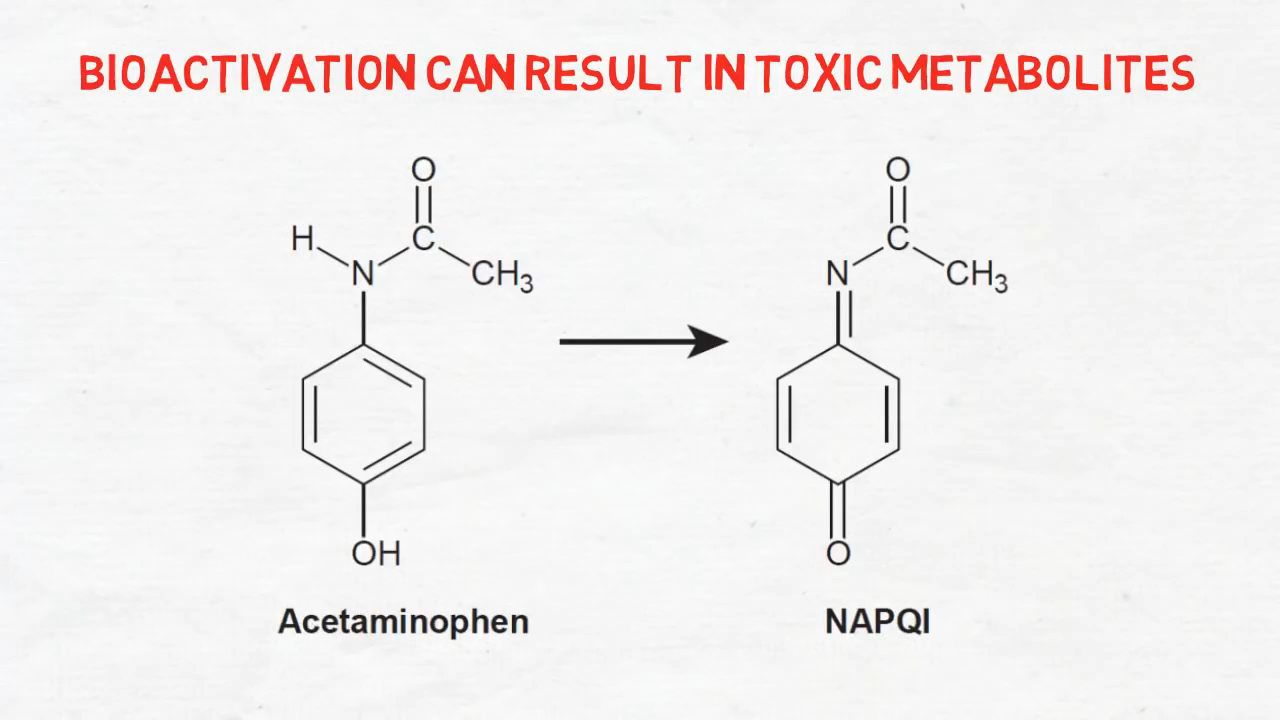 BIOACTIVATION CAN RESULT IN TOXIC METABOLITES
O
H
C
N
CH3
OH
Acetaminophen
O
C
N
CH3
O
NAPQI